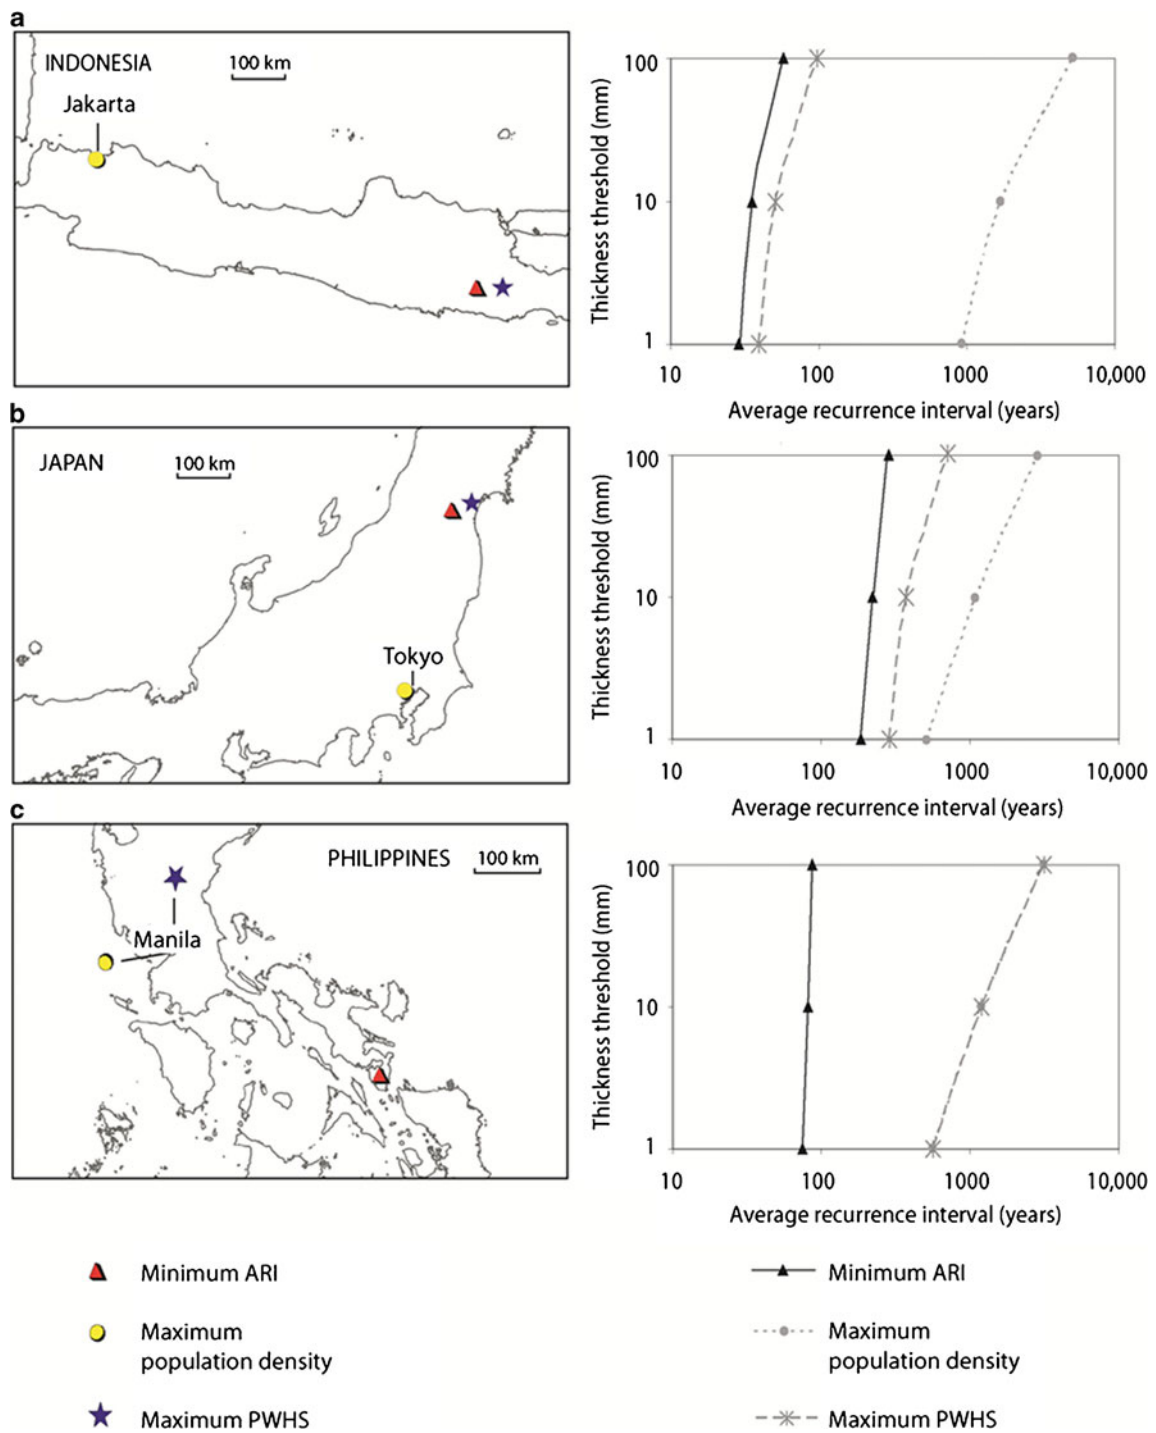 a
INDONESIA
100 km
Jakarta
100
10
1
Thickness threshold (mm)
10 100 1000 10,000
Average recurrence interval (years)
b
JAPAN
100 km
Tokyo
100
10
1
Thickness threshold (mm)
10 100 1000 10,000
Average recurrence interval (years)
c
PHILIPPINES
100 km
Manila
100
10
1
Thickness threshold (mm)
10 100 1000 10,000
Average recurrence interval (years)
Minimum ARI
Maximum
population density
Maximum PWHS
Minimum ARI
Maximum
population density
Maximum PWHS